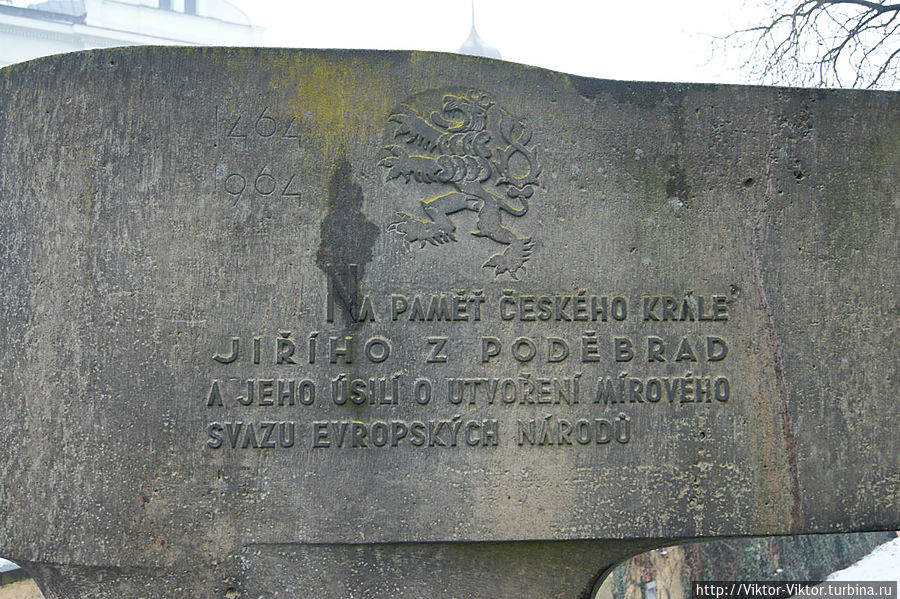 1464
1964
NA PAMĚŤ ČESKÉHO KRÁLE
JIŘÍHO Z PODĚBRAD
A JEHO ÚSILÍ O UTVOŘENÍ MÍROVÉHO
SVAZU EVROPSKÝCH NÁRODŮ
http://Viktor-Viktor.turbina.ru/